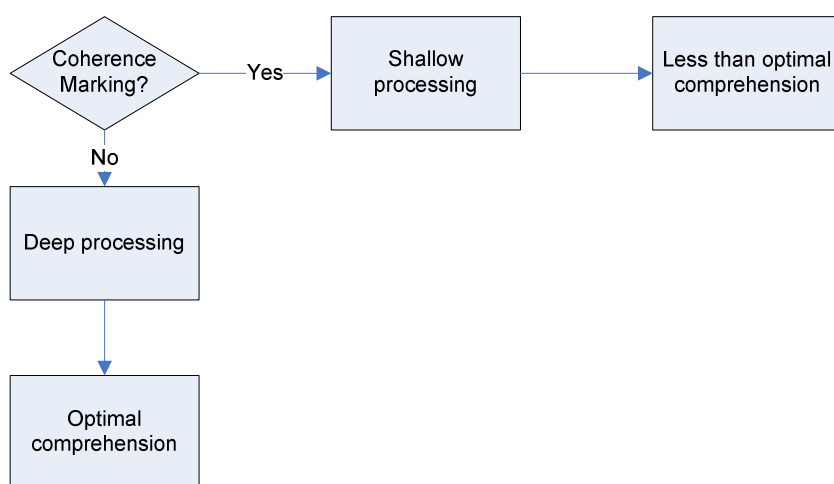 Coherence
Marking?
Yes
Shallow
processing
Less than optimal
comprehension
No
Deep processing
Optimal
comprehension